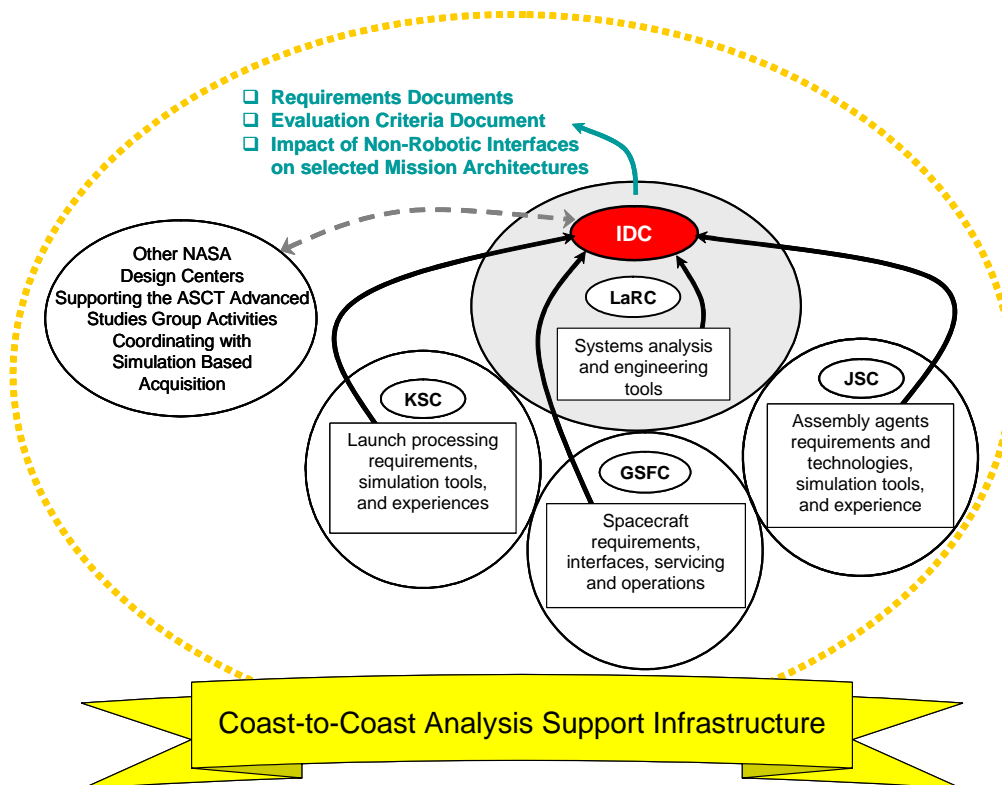 ❑ Requirements Documents
❑ Evaluation Criteria Document
❑ Impact of Non-Robotic Interfaces
on selected Mission Architectures
IDC
Other NASA
Design Centers
Supporting the ASCT Advanced
Studies Group Activities
Coordinating with
Simulation Based
Acquisition
LaRC
Systems analysis
and engineering
tools
KSC
Launch processing
requirements,
simulation tools,
and experiences
GSFC
Spacecraft
requirements,
interfaces, servicing
and operations
JSC
Assembly agents
requirements and
technologies,
simulation tools,
and experience
Coast-to-Coast Analysis Support Infrastructure